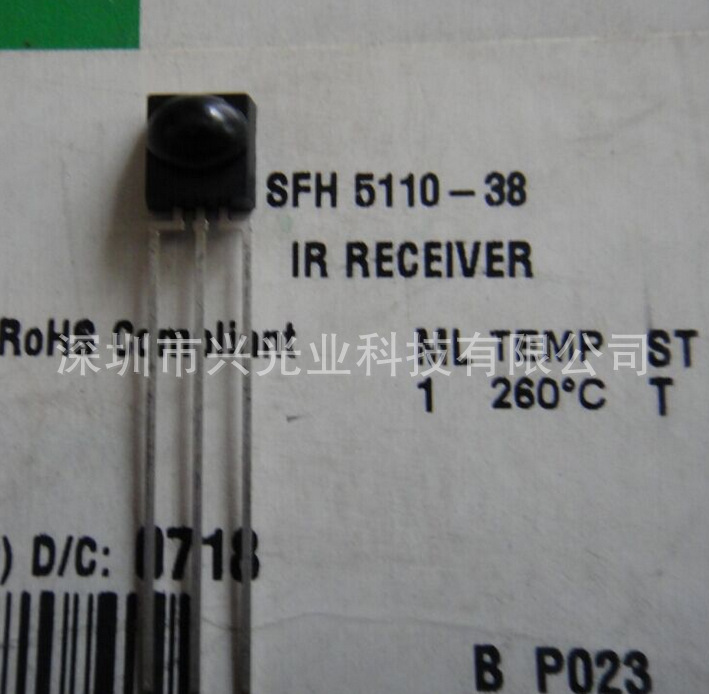 SFH 5110-38
IR RECEIVER
RoHS Compliant ML TEMP ST
深圳市兴光业科技有限公司
1 260°C T
) D/C: 0718
B P023